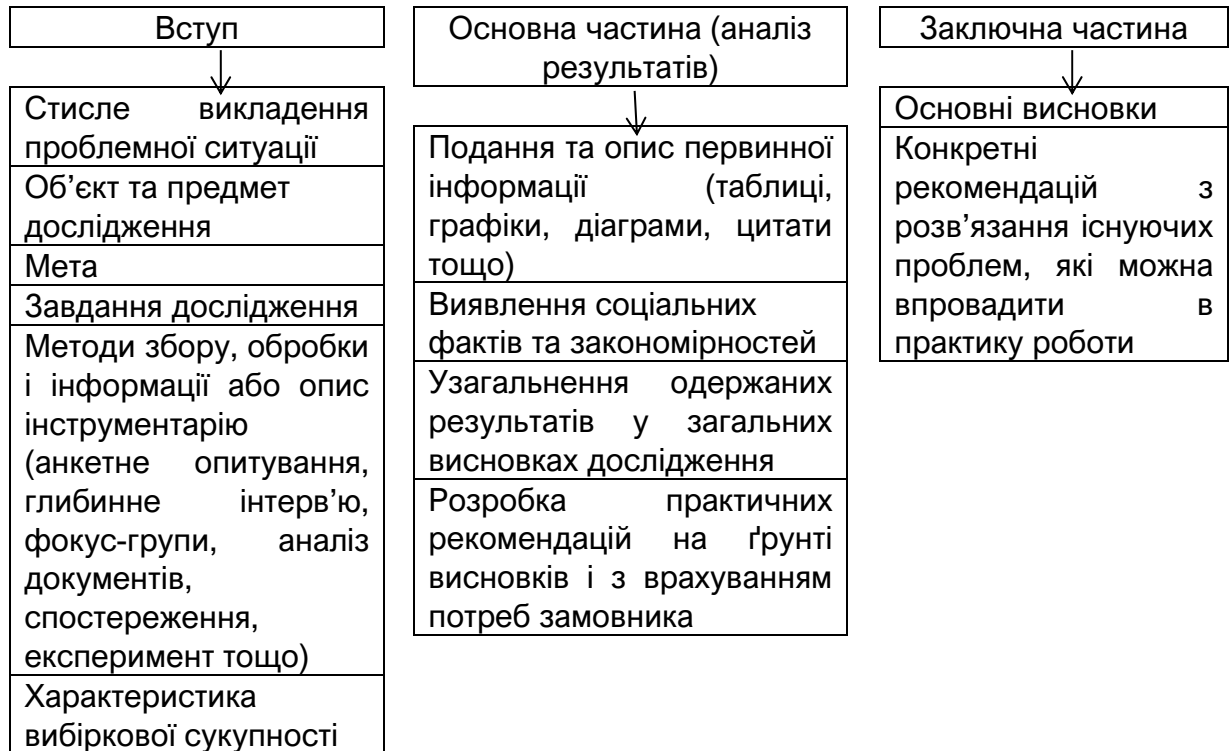 Вступ
Стисле викладення
проблемної ситуації
Об’єкт та предмет
дослідження
Мета
Завдання дослідження
Методи збору, обробки
і інформації або опис
інструментарію
(анкетне опитування,
глибинне інтерв’ю,
фокус-групи, аналіз
документів,
спостереження,
експеримент тощо)
Характеристика
вибіркової сукупності
Основна частина (аналіз
результатів)
Подання та опис первинної
інформації (таблиці,
графіки, діаграми, цитати
тощо)
Виявлення соціальних
фактів та закономірностей
Узагальнення одержаних
результатів у загальних
висновках дослідження
Розробка практичних
рекомендацій на ґрунті
висновків і з врахуванням
потреб замовника
Заключна частина
Основні висновки
Конкретні
рекомендацій з
розв’язання існуючих
проблем, які можна
впровадити в
практику роботи